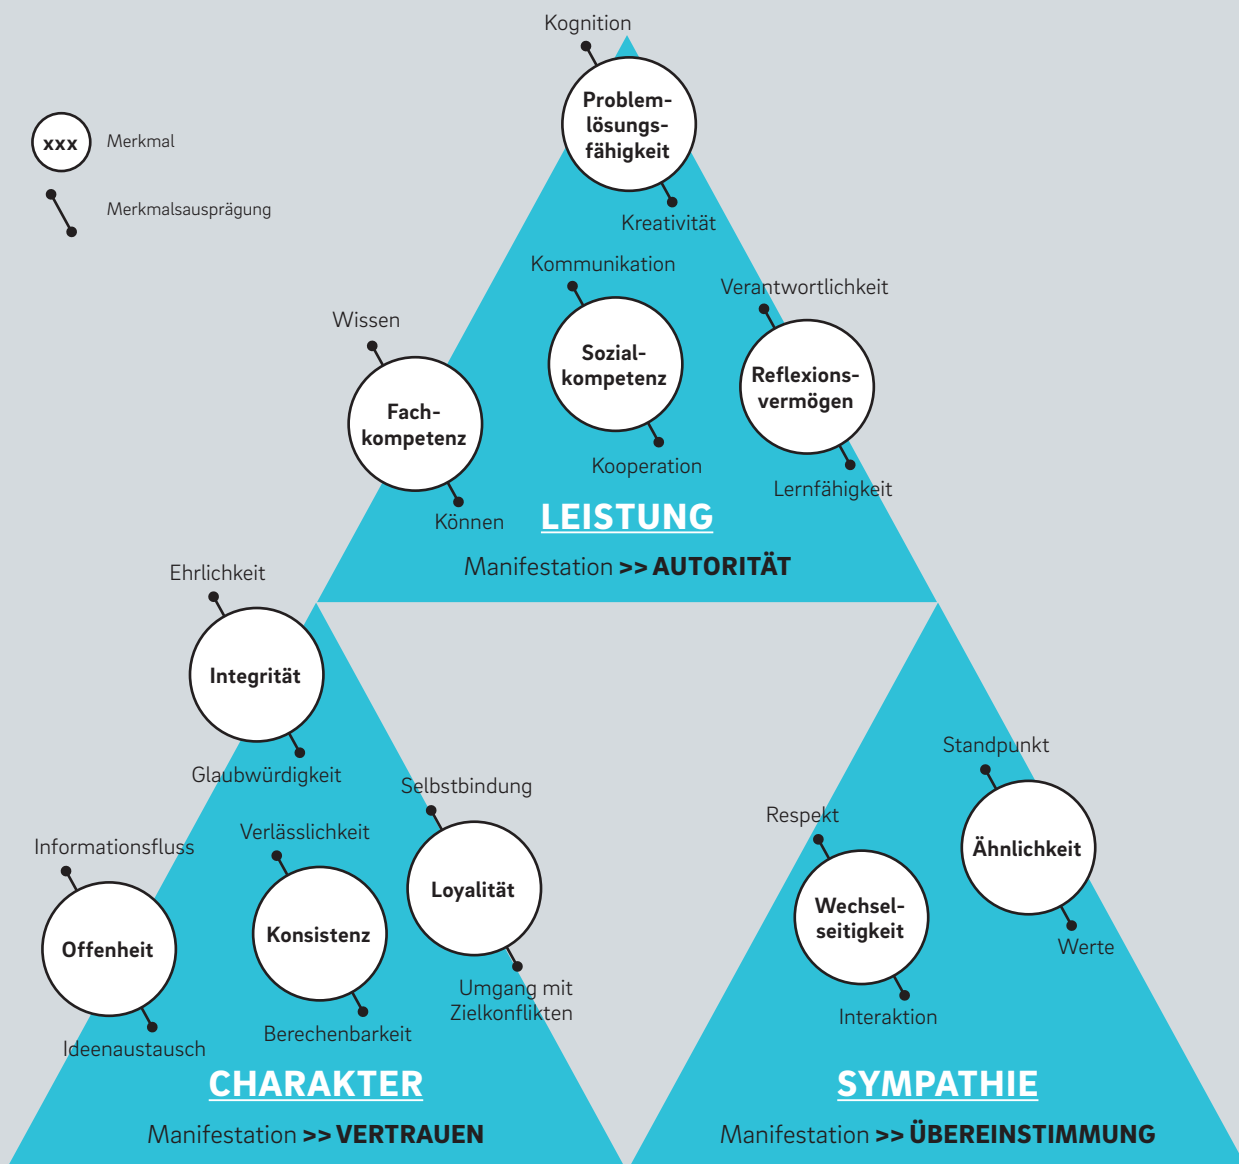 Kognition
Problem-
lösungs-
fähigkeit
Kreativität
xxx
Merkmal
Merkmalsausprägung
Kommunikation
Sozial-
kompetenz
Kooperation
Verantwortlichkeit
Reflexions-
vermögen
Lernfähigkeit
Wissen
Fach-
kompetenz
Können
LEISTUNG
Manifestation >> AUTORITÄT
Ehrlichkeit
Integrität
Glaubwürdigkeit
Selbstbindung
Loyalität
Umgang mit
Zielkonflikten
Verlässlichkeit
Konsistenz
Berechenbarkeit
Informationsfluss
Offenheit
Ideenaustausch
CHARAKTER
Manifestation >> VERTRAUEN
Standpunkt
Ähnlichkeit
Werte
Respekt
Wechsel-
seitigkeit
Interaktion
SYMPATHIE
Manifestation >> ÜBEREINSTIMMUNG